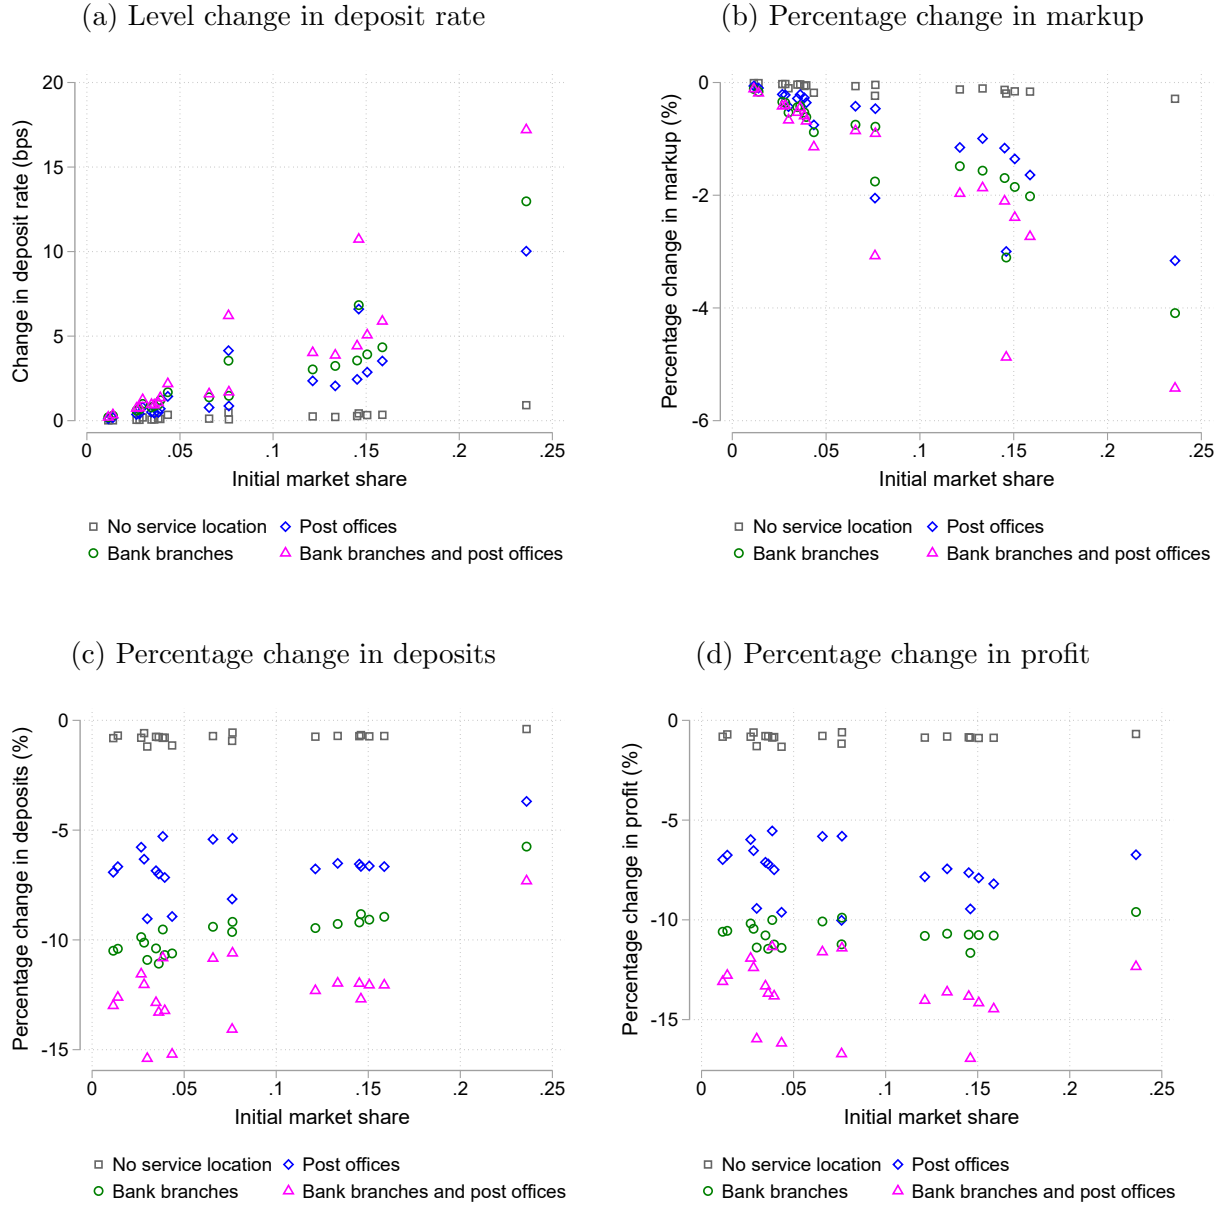 (a) Level change in deposit rate
Change in deposit rate (bps)
20
15
10
5
0
0 .05 .1 .15 .2 .25
Initial market share
No service location Post offices
Bank branches Bank branches and post offices
(b) Percentage change in markup
Percentage change in markup (%)
0
-2
-4
-6
0 .05 .1 .15 .2 .25
Initial market share
No service location Post offices
Bank branches Bank branches and post offices
(c) Percentage change in deposits
Percentage change in deposits (%)
0
-5
-10
-15
0 .05 .1 .15 .2 .25
Initial market share
No service location Post offices
Bank branches Bank branches and post offices
(d) Percentage change in profit
Percentage change in profit (%)
0
-5
-10
-15
0 .05 .1 .15 .2 .25
Initial market share
No service location Post offices
Bank branches Bank branches and post offices